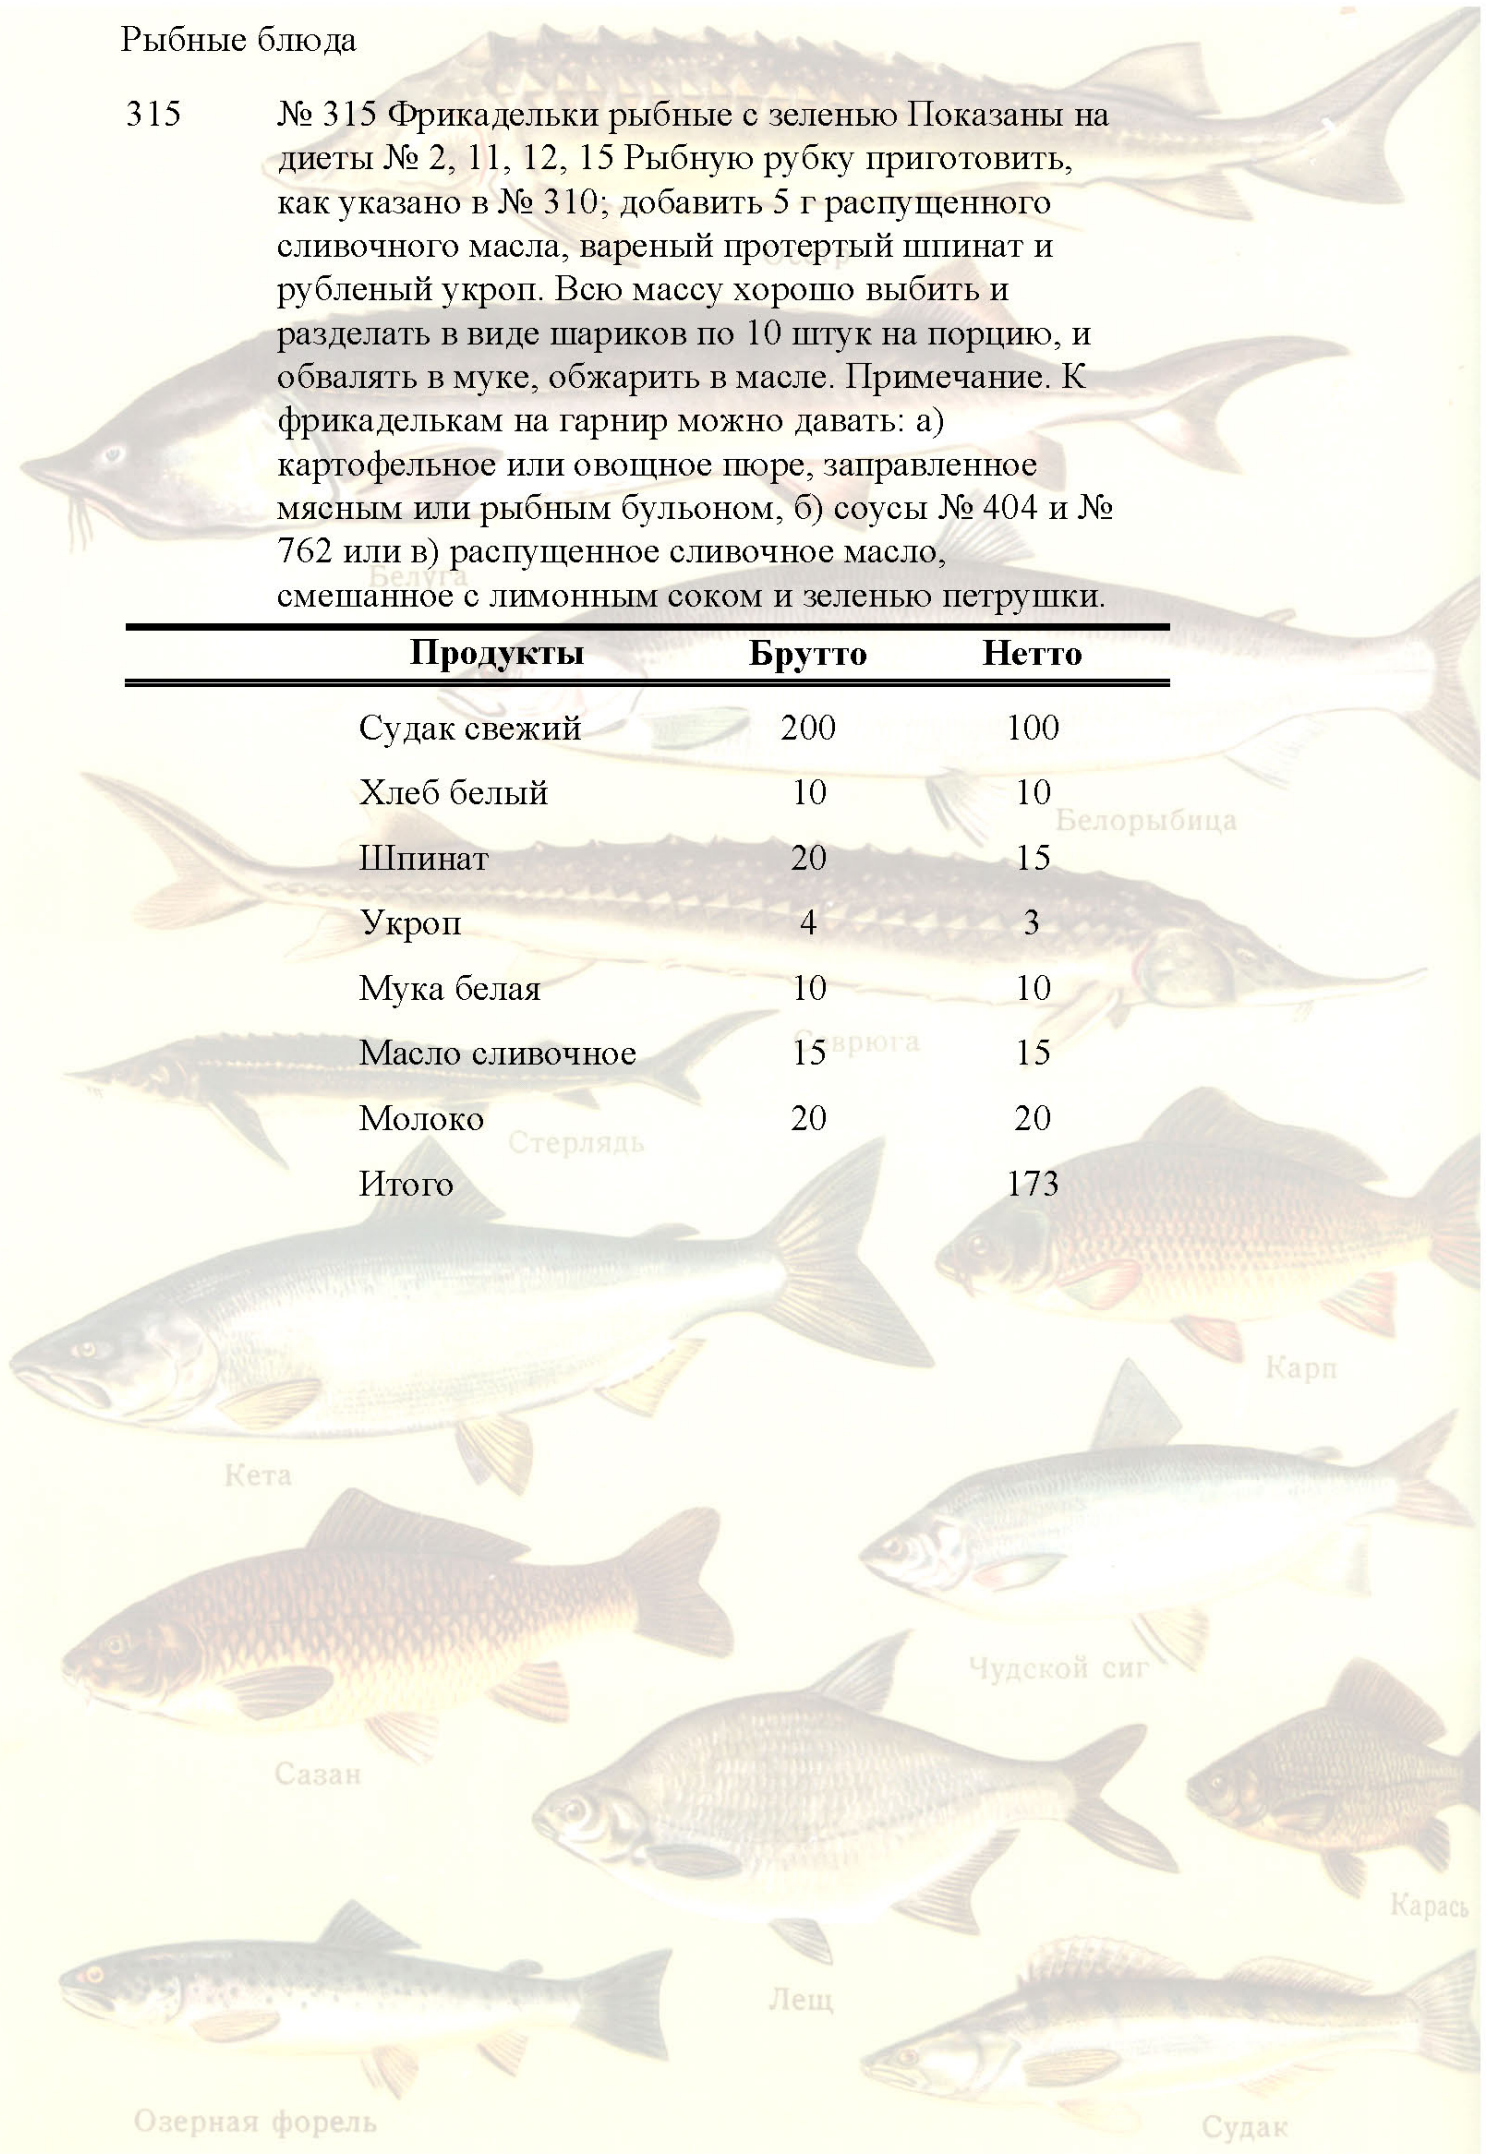 Рыбные блюда
315 № 315 Фрикадельки рыбные с зеленью Показаны на
диеты № 2, 11, 12, 15 Рыбную рубку приготовить,
как указано в № 310; добавить 5 г распущенного
сливочного масла, вареный протертый шпинат и
рубленый укроп. Всю массу хорошо выбить и
разделать в виде шариков по 10 штук на порцию, и
обвалять в муке, обжарить в масле. Примечание. К
фрикаделькам на гарнир можно давать: а)
картофельное или овощное пюре, заправленное
мясным или рыбным бульоном, б) соусы № 404 и №
762 или в) распущенное сливочное масло,
смешанное с лимонным соком и зеленью петрушки.
Продукты Брутто Нетто
Судак свежий 200 100
Хлеб белый 10 10
Шпинат 20 15
Укроп 4 3
Мука белая 10 10
Масло сливочное 15 15
Молоко 20 20
Итого 173
Осетр
Белуга
Белорыбица
Севрюга
Стерлядь
Карп
Кета
Чудской сиг
Сазан
Карась
Лещ
Озерная форель
Судак